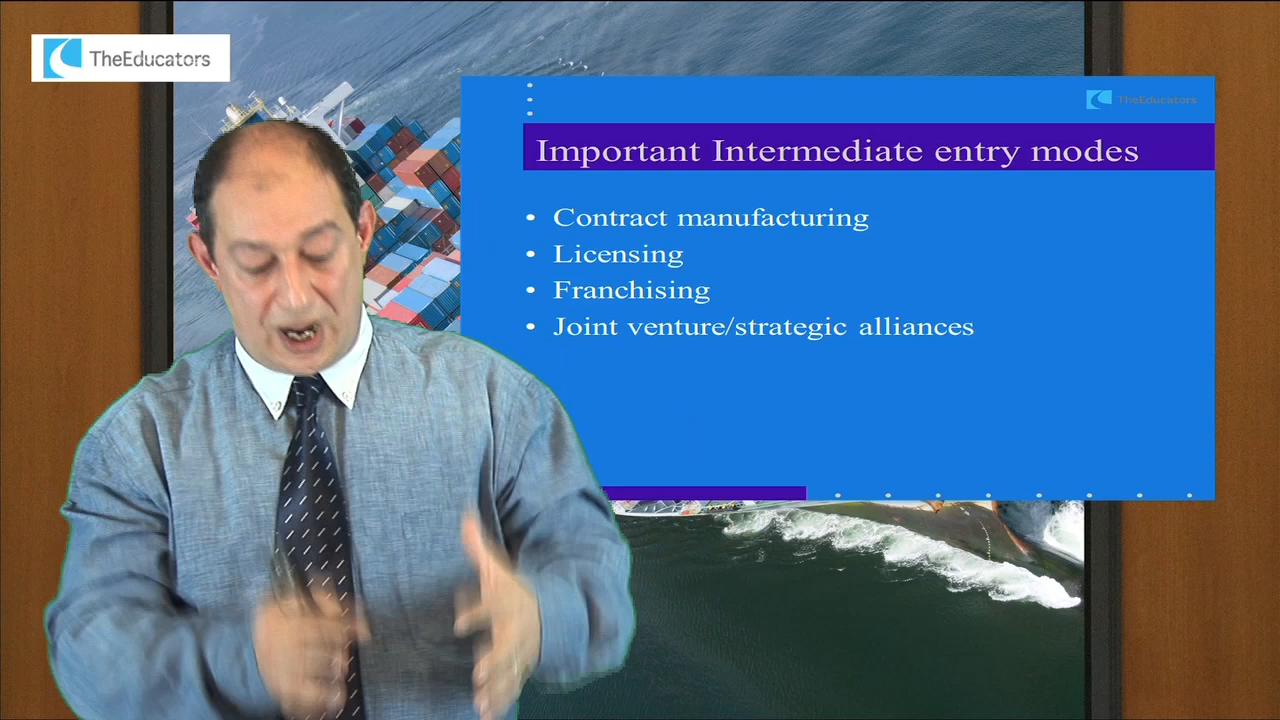 TheEducators
TheEducators
Important Intermediate entry modes
• Contract manufacturing
• Licensing
• Franchising
• Joint venture/strategic alliances